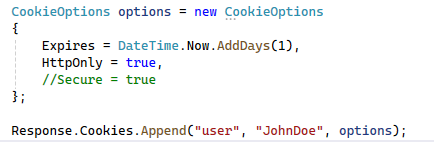 CookieOptions options = new CookieOptions
{
    Expires = DateTime.Now.AddDays(1),
    HttpOnly = true,
    //Secure = true
};
Response.Cookies.Append("user", "JohnDoe", options);